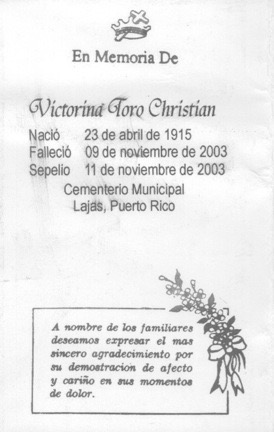 En Memoria De
Victorina Toro Christian
Nació 23 de abril de 1915
Falleció 09 de noviembre de 2003
Sepelio 11 de noviembre de 2003
Cementerio Municipal
Lajas, Puerto Rico
A nombre de los familiares
deseamos expresar el mas
sincero agradecimiento por
su demostracion de afecto
y cariño en sus momentos
de dolor.